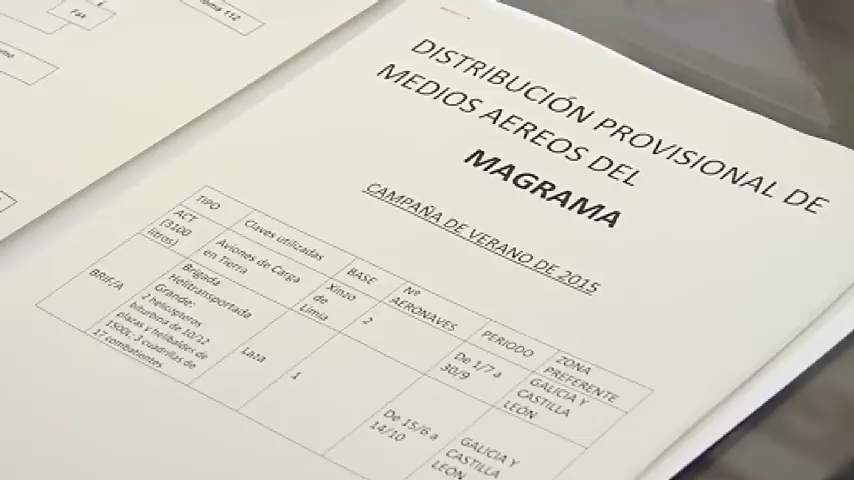 Fax
112
DISTRIBUCIÓN PROVISIONAL DE
MEDIOS AEREOS DEL
MAGRAMA
CAMPAÑA DE VERANO DE 2015
TIPO
Claves utilizadas
BASE
Nº
AERONAVES
PERIODO
ZONA
PREFERENTE
ACT
(3100
litros)
Aviones de Carga
en Tierra
Xinzo
de
Limia
2
De 1/7 a
30/9
GALICIA Y
CASTILLA
LEÓN
BRIF/A
Brigada
Helitransportada
Grande:
2 helicópteros
biturbina de 10/12
plazas y helibaldes de
1500l; 3 cuadrillas de
17 combatientes
Laza
1
De 15/6 a
14/10
GALICIA Y
CASTILLA
LEÓN